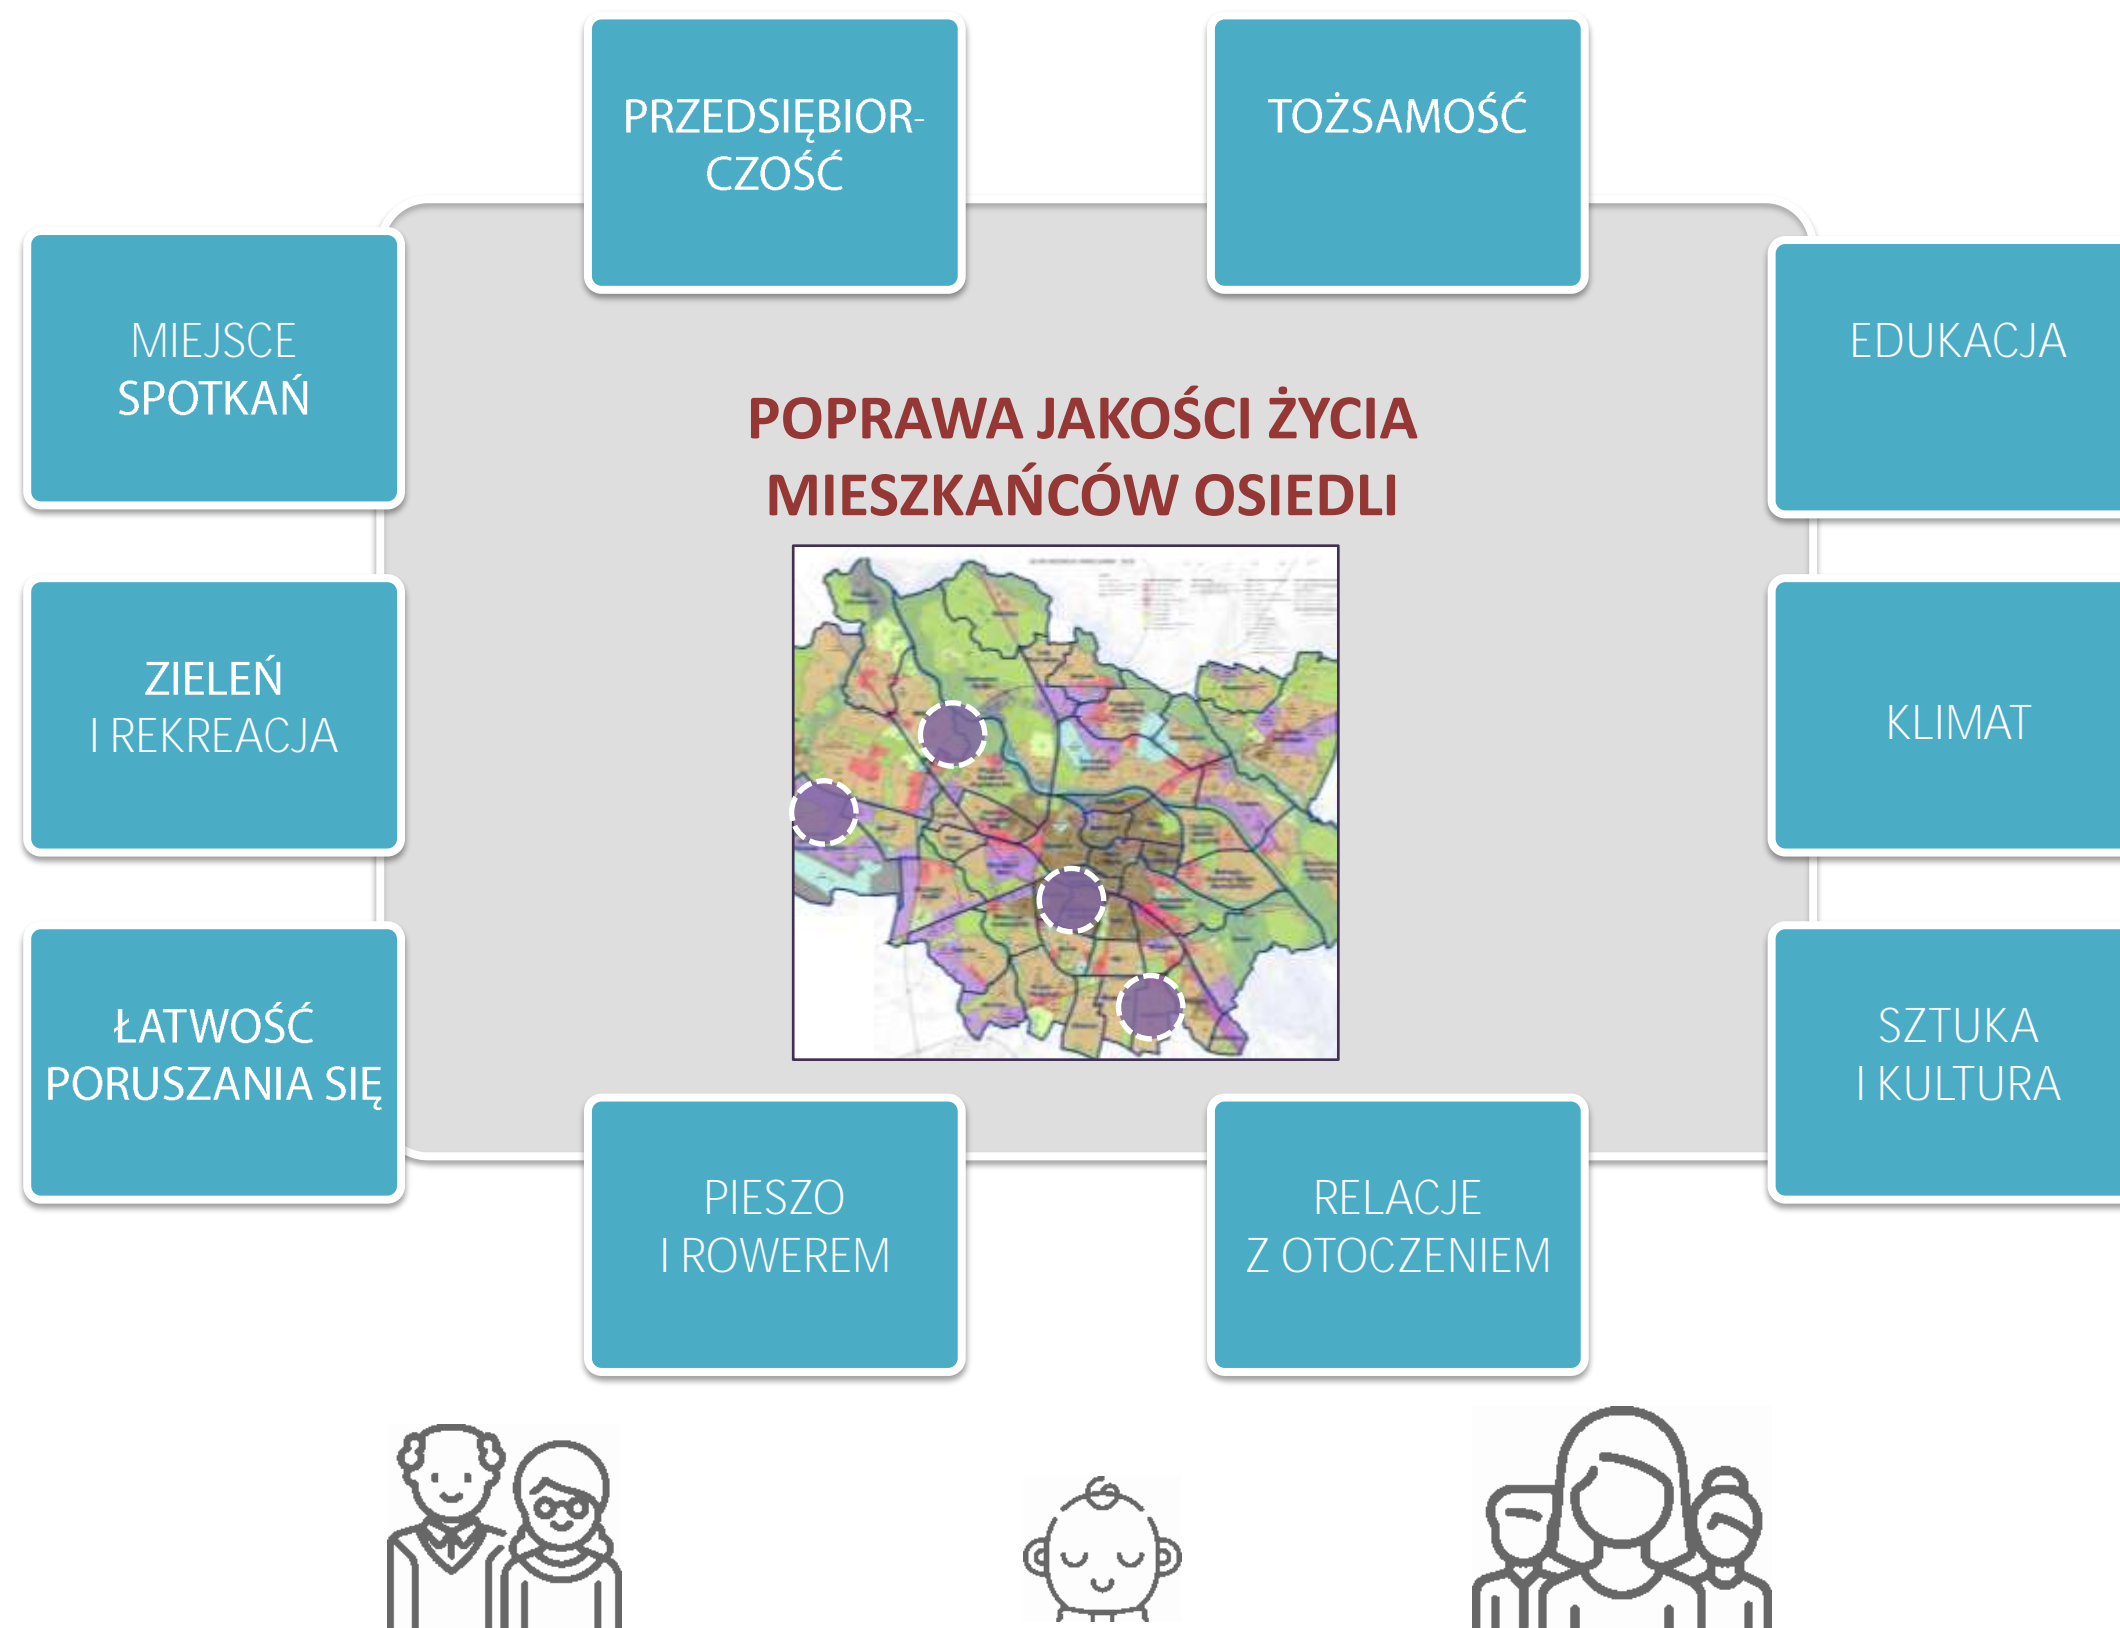 PRZEDSIĘBIOR-
CZOŚĆ
TOŻSAMOŚĆ
MIEJSCE
SPOTKAŃ
EDUKACJA
POPRAWA JAKOŚCI ŻYCIA
MIESZKAŃCÓW OSIEDLI
ZIELEŃ
I REKREACJA
KLIMAT
ŁATWOŚĆ
PORUSZANIA SIĘ
SZTUKA
I KULTURA
PIESZO
I ROWEREM
RELACJE
Z OTOCZENIEM